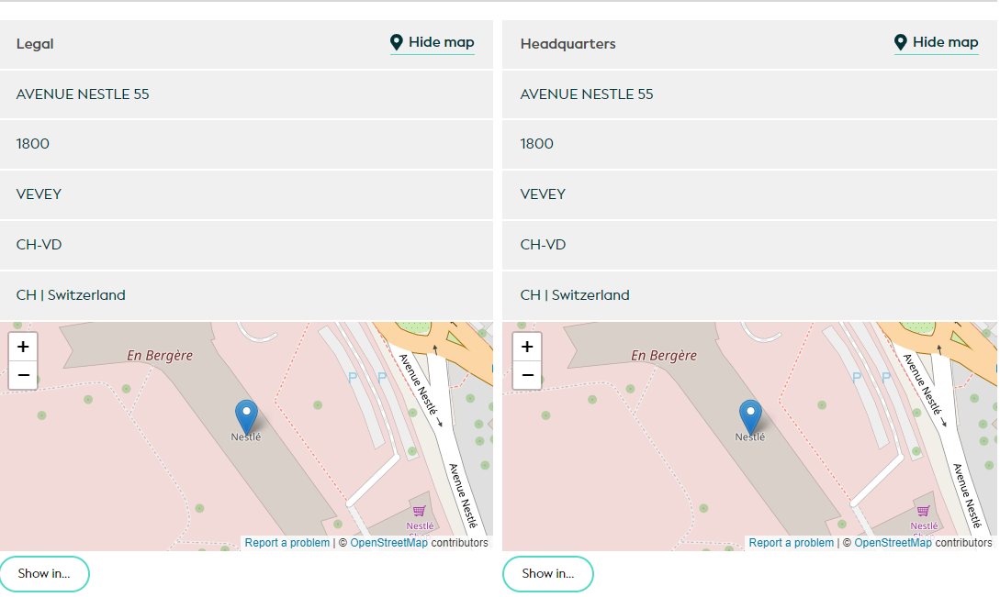 Legal
Hide map
AVENUE NESTLE 55
1800
VEVEY
CH-VD
CH | Switzerland
+
−
En Bergère
P
P
Avenue Nestlé
Nestlé
Avenue Nestlé
Nestlé
Report a problem | © OpenStreetMap contributors
Show in...
Headquarters
Hide map
AVENUE NESTLE 55
1800
VEVEY
CH-VD
CH | Switzerland
+
−
En Bergère
P
P
Avenue Nestlé
Nestlé
Avenue Nestlé
Nestlé
Report a problem | © OpenStreetMap contributors
Show in...